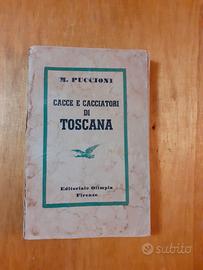 M. PUCCIONI
CACCE E CACCIATORI
DI
TOSCANA
Editoriale Olimpia
Firenze
subito